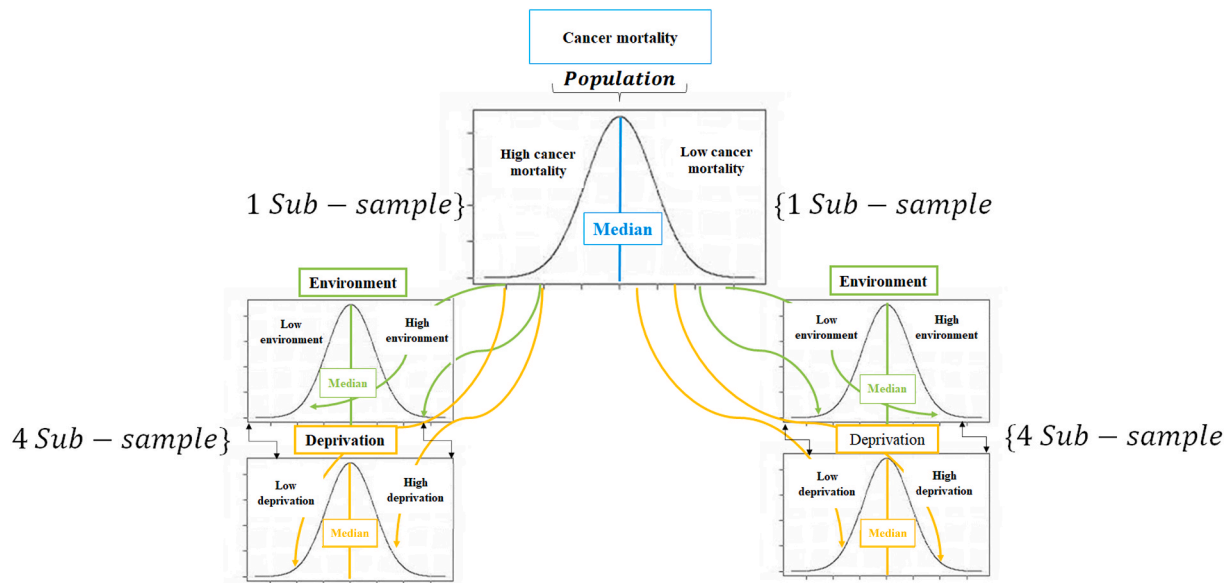 Cancer mortality
Population
High cancer
mortality
Low cancer
mortality
1 Sub − sample}
{1 Sub − sample
Median
Environment
Environment
Low
environment
High
environment
Low
environment
High
environment
Median
Median
4 Sub − sample}
Deprivation
Deprivation
{4 Sub − sample
Low
deprivation
High
deprivation
Low
deprivation
High
deprivation
Median
Median